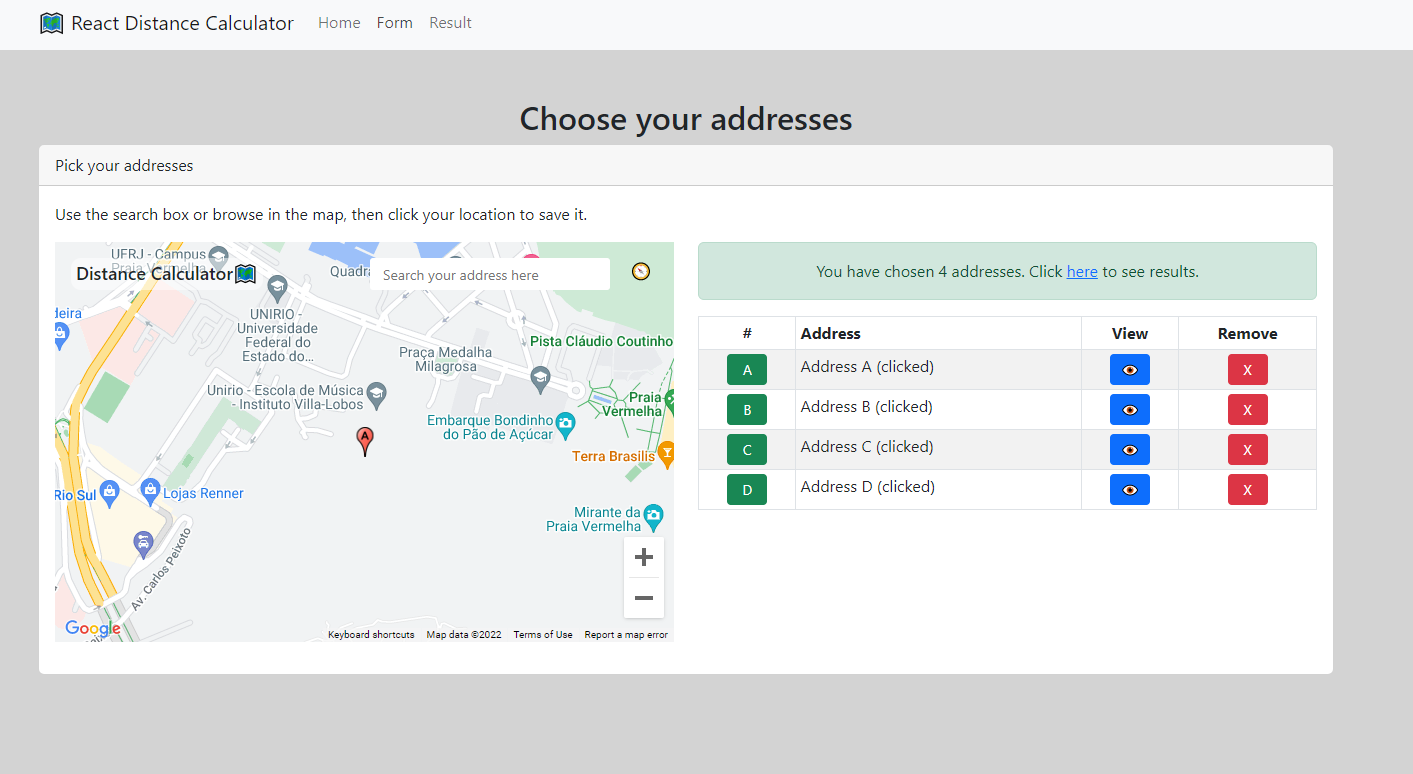 React Distance Calculator Home Form Result
Choose your addresses
Pick your addresses
Use the search box or browse in the map, then click your location to save it.
UFRJ - Campus
Praia Vermelha
Distance Calculator
Search your address here
UNIRIO -
Universidade
Federal do
Estado do...
Pista Cláudio Coutinho
Praça Medalha
Milagrosa
Unirio - Escola de Música
- Instituto Villa-Lobos
Praia
Vermelha
Embarque Bondinho
do Pão de Açúcar
A
Terra Brasilis
Rio Sul
Lojas Renner
Mirante da
Praia Vermelha
Av. Carlos Peixoto
Google
Keyboard shortcuts Map data ©2022 Terms of Use Report a map error
You have chosen 4 addresses. Click here to see results.
# Address View Remove
A Address A (clicked) X
B Address B (clicked) X
C Address C (clicked) X
D Address D (clicked) X